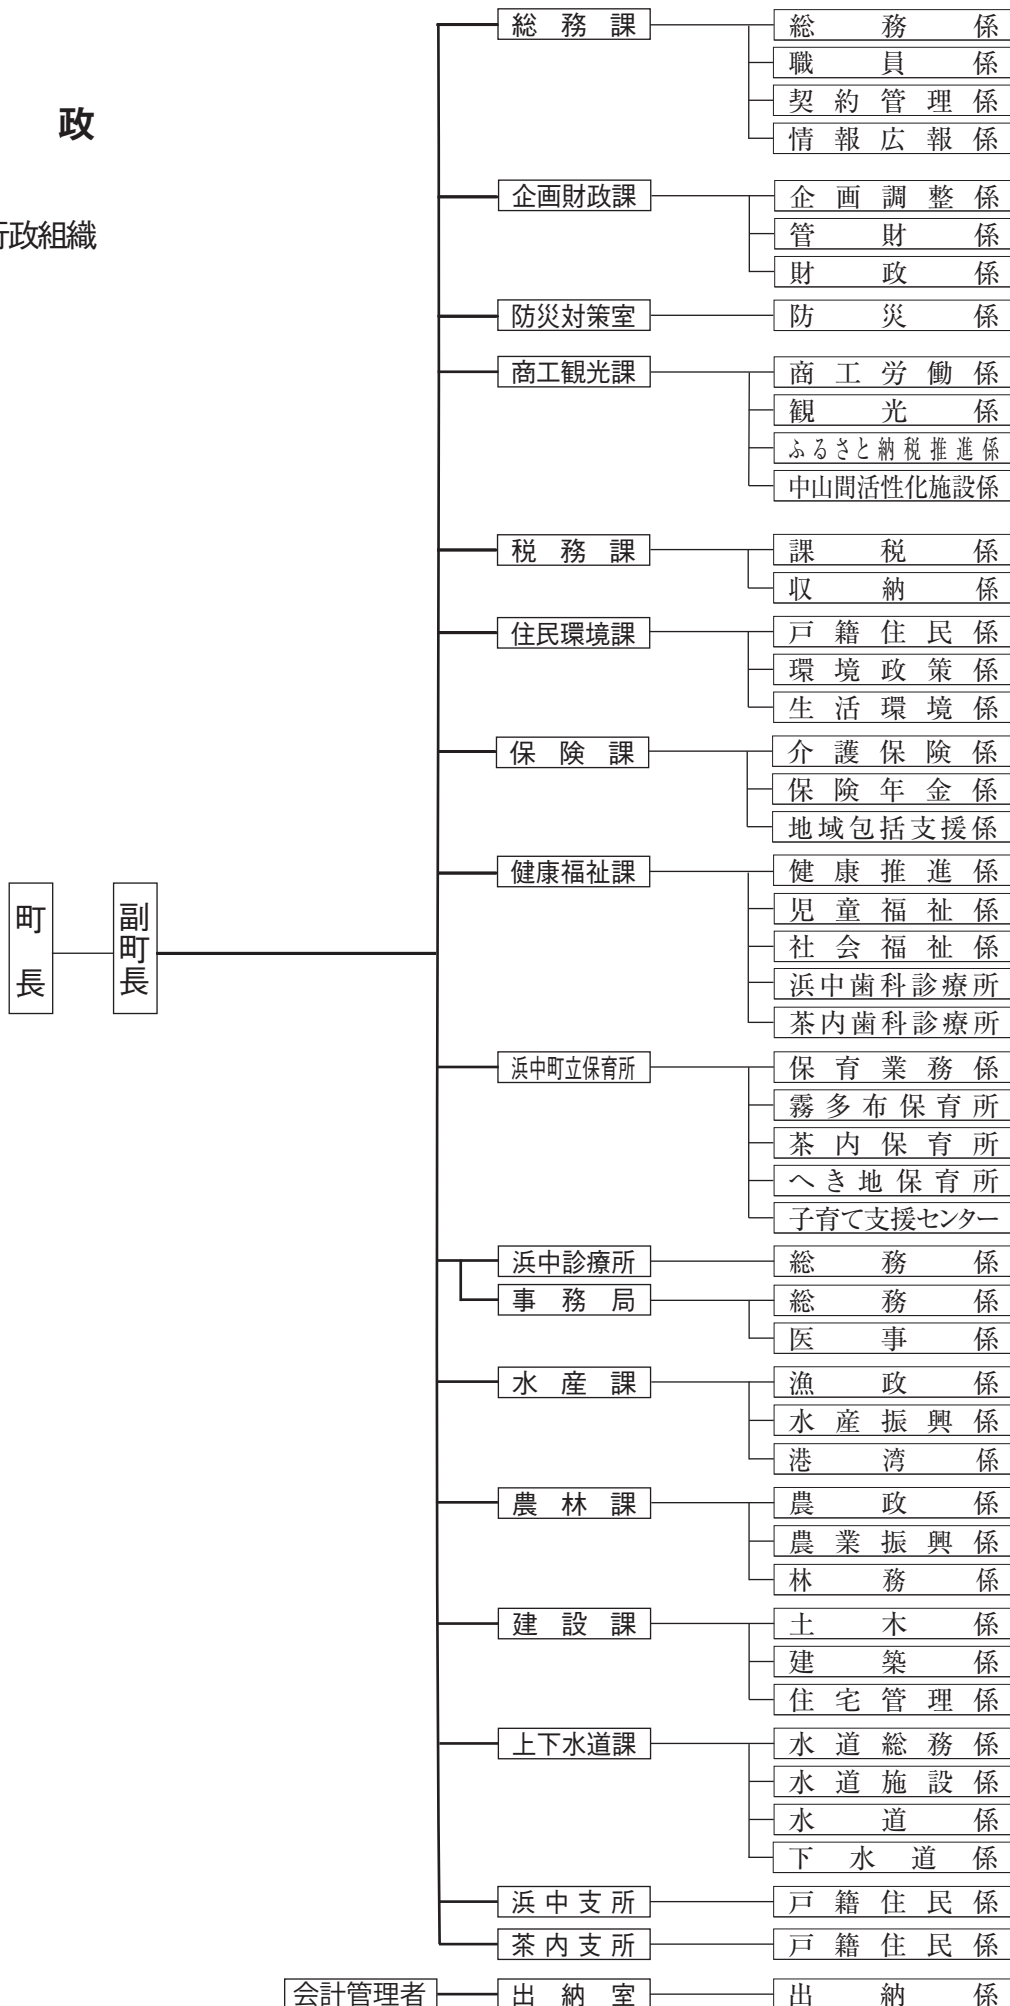 政
行政組織
町長
副町長
総務課
総務係
職員係
契約管理係
情報広報係
企画財政課
企画調整係
管財係
財政係
防災対策室
防災係
商工観光課
商工労働係
観光係
ふるさと納税推進係
中山間活性化施設係
税務課
課税係
収納係
住民環境課
戸籍住民係
環境政策係
生活環境係
保険課
介護保険係
保険年金係
地域包括支援係
健康福祉課
健康推進係
児童福祉係
社会福祉係
浜中歯科診療所
茶内歯科診療所
浜中町立保育所
保育業務係
霧多布保育所
茶内保育所
へき地保育所
子育て支援センター
浜中診療所
総務係
事務局
総務係
医事係
水産課
漁政係
水産振興係
港湾係
農林課
農政係
農業振興係
林務係
建設課
土木係
建築係
住宅管理係
上下水道課
水道総務係
水道施設係
水道係
下水道係
浜中支所
戸籍住民係
茶内支所
戸籍住民係
会計管理者
出納室
出納係